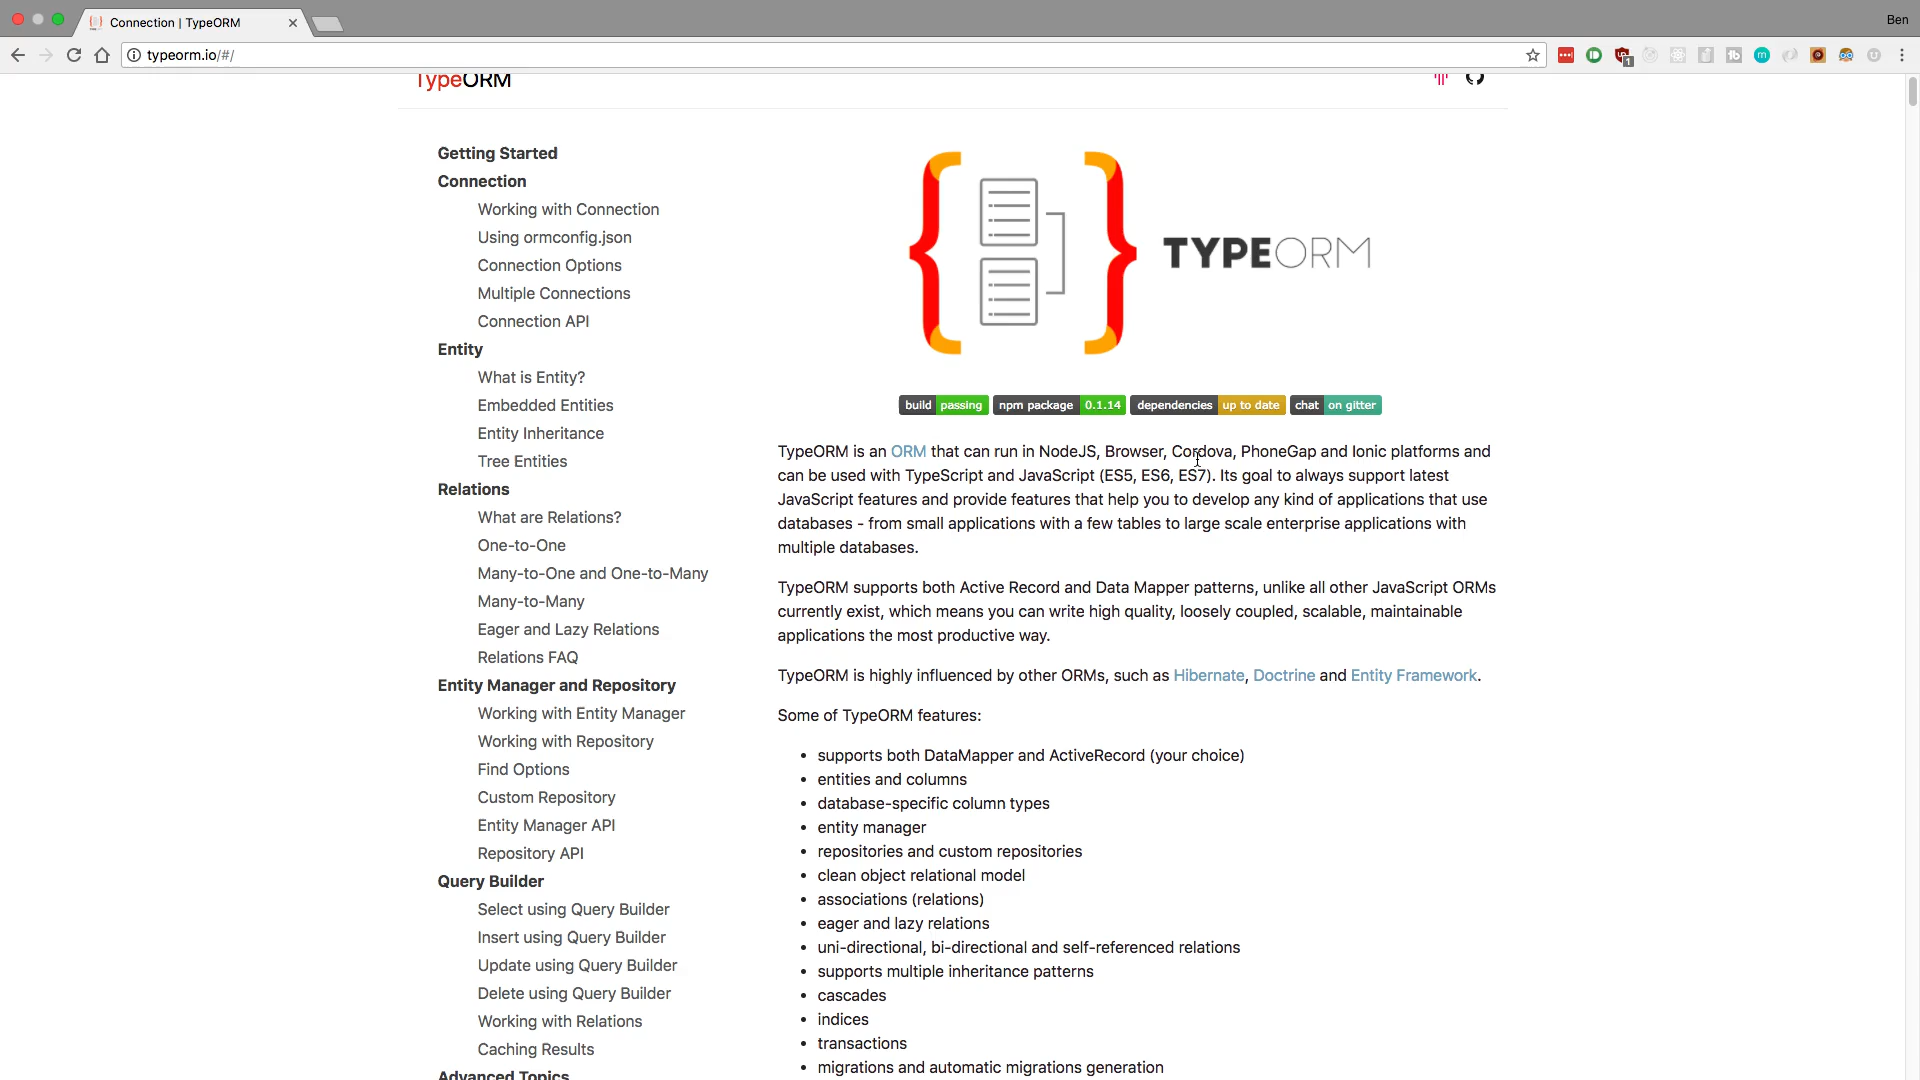 Connection | TypeORM
Ben
typeorm.io/#/
1
TypeORM
Getting Started
Connection
Working with Connection
Using ormconfig.json
Connection Options
Multiple Connections
Connection API
Entity
What is Entity?
Embedded Entities
Entity Inheritance
Tree Entities
Relations
What are Relations?
One-to-One
Many-to-One and One-to-Many
Many-to-Many
Eager and Lazy Relations
Relations FAQ
Entity Manager and Repository
Working with Entity Manager
Working with Repository
Find Options
Custom Repository
Entity Manager API
Repository API
Query Builder
Select using Query Builder
Insert using Query Builder
Update using Query Builder
Delete using Query Builder
Working with Relations
Caching Results
Advanced Topics
TYPEORM
build passing npm package 0.1.14 dependencies up to date chat on gitter
TypeORM is an ORM that can run in NodeJS, Browser, Cordova, PhoneGap and Ionic platforms and
can be used with TypeScript and JavaScript (ES5, ES6, ES7). Its goal to always support latest
JavaScript features and provide features that help you to develop any kind of applications that use
databases - from small applications with a few tables to large scale enterprise applications with
multiple databases.
TypeORM supports both Active Record and Data Mapper patterns, unlike all other JavaScript ORMs
currently exist, which means you can write high quality, loosely coupled, scalable, maintainable
applications the most productive way.
TypeORM is highly influenced by other ORMs, such as Hibernate, Doctrine and Entity Framework.
Some of TypeORM features:
• supports both DataMapper and ActiveRecord (your choice)
• entities and columns
• database-specific column types
• entity manager
• repositories and custom repositories
• clean object relational model
• associations (relations)
• eager and lazy relations
• uni-directional, bi-directional and self-referenced relations
• supports multiple inheritance patterns
• cascades
• indices
• transactions
• migrations and automatic migrations generation